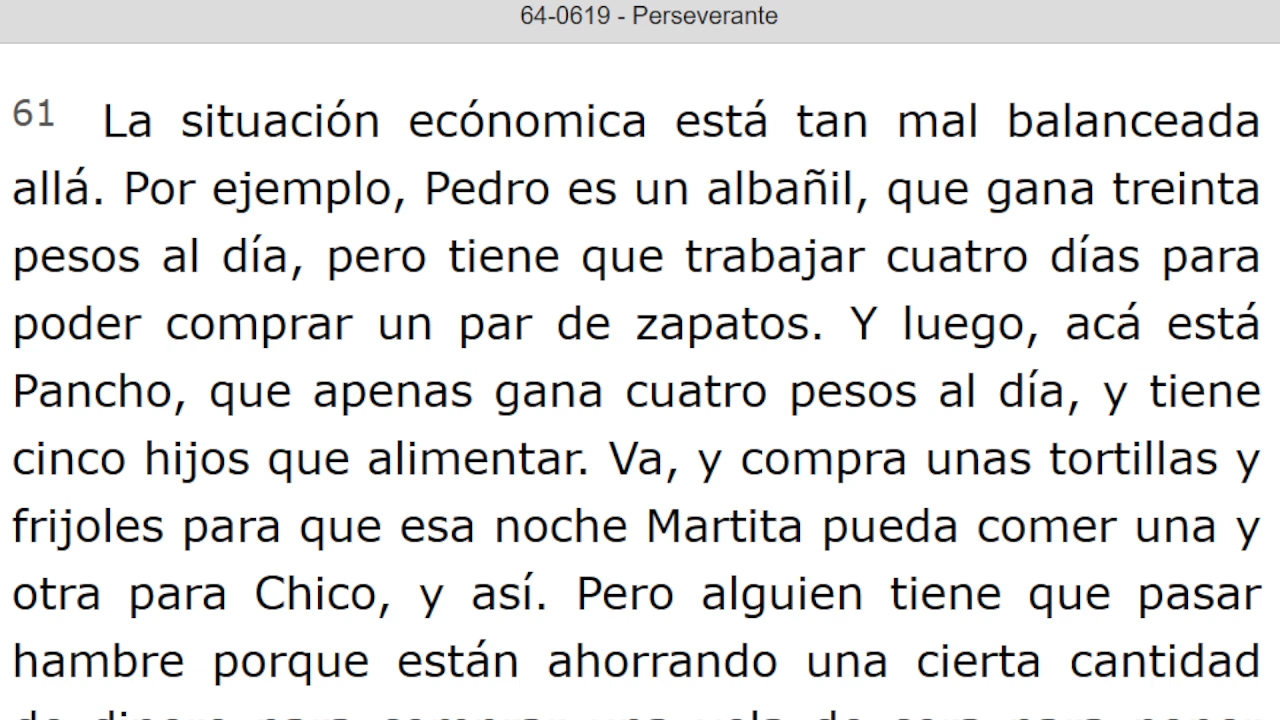 64-0619 - Perseverante
61 La situación ecónomica está tan mal balanceada
allá. Por ejemplo, Pedro es un albañil, que gana treinta
pesos al día, pero tiene que trabajar cuatro días para
poder comprar un par de zapatos. Y luego, acá está
Pancho, que apenas gana cuatro pesos al día, y tiene
cinco hijos que alimentar. Va, y compra unas tortillas y
frijoles para que esa noche Martita pueda comer una y
otra para Chico, y así. Pero alguien tiene que pasar
hambre porque están ahorrando una cierta cantidad